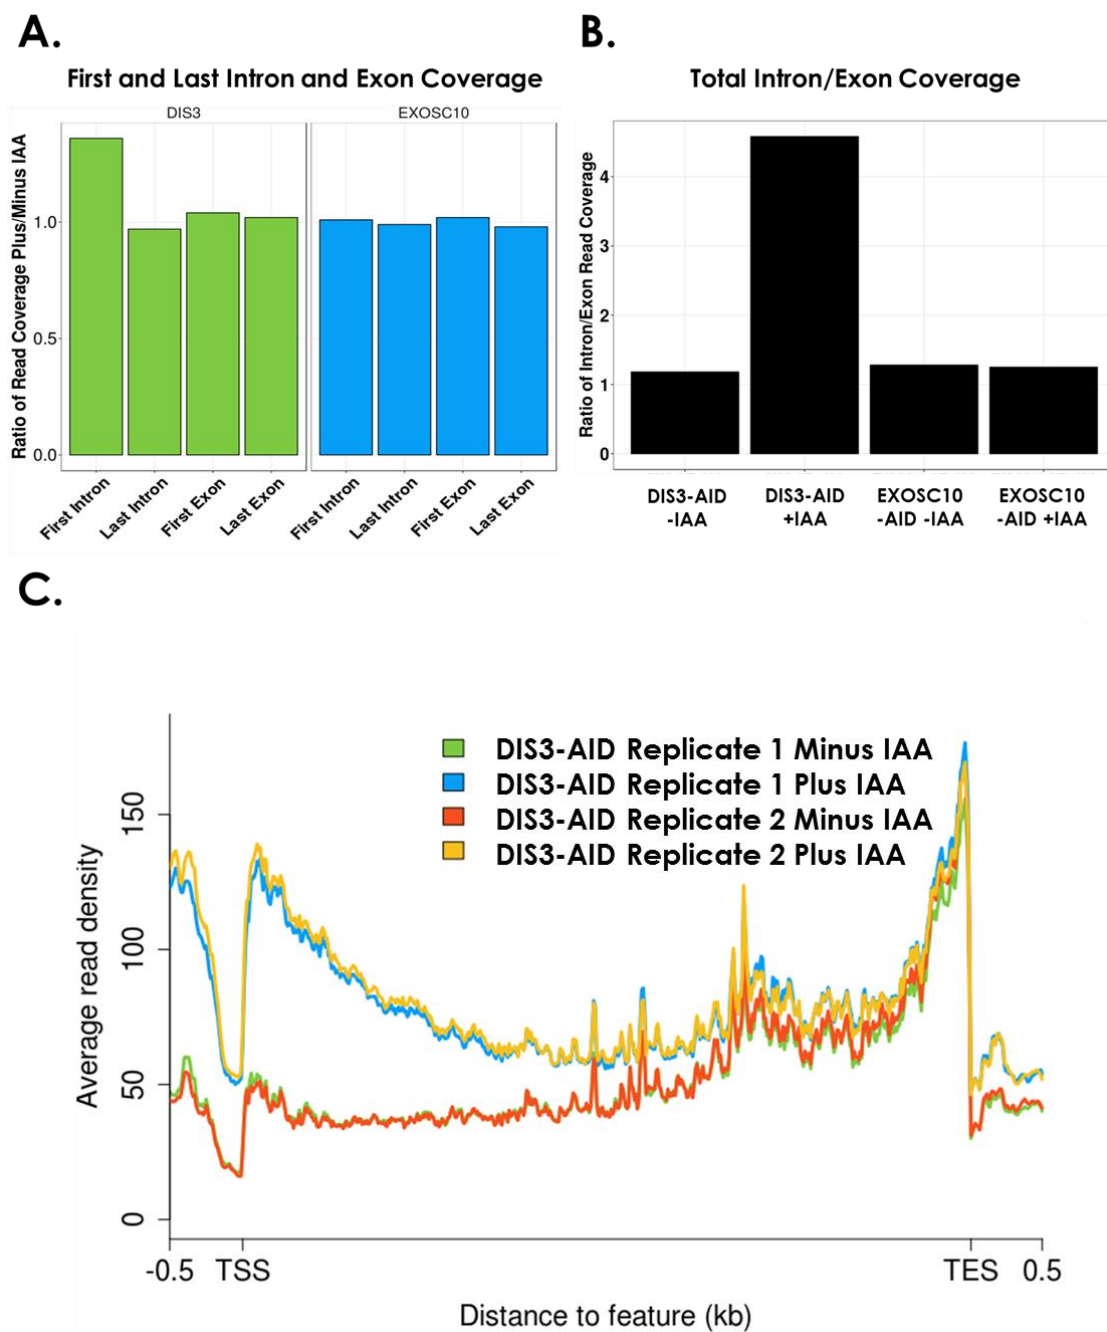 A.
First and Last Intron and Exon Coverage
DIS3
EXOSC10
Ratio of Read Coverage Plus/Minus IAA
1.0
0.5
0.0
First Intron
Last Intron
First Exon
Last Exon
First Intron
Last Intron
First Exon
Last Exon
B.
Total Intron/Exon Coverage
Ratio of Intron/Exon Read Coverage
4
3
2
1
0
DIS3-AID
-IAA
DIS3-AID
+IAA
EXOSC10
-AID -IAA
EXOSC10
-AID +IAA
C.
DIS3-AID Replicate 1 Minus IAA
DIS3-AID Replicate 1 Plus IAA
DIS3-AID Replicate 2 Minus IAA
DIS3-AID Replicate 2 Plus IAA
Average read density
150
100
50
0
-0.5
TSS
TES
0.5
Distance to feature (kb)